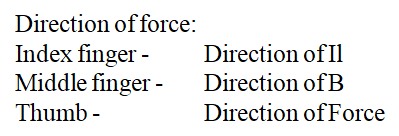 Direction of force:
Index finger - Direction of Il
Middle finger - Direction of B
Thumb - Direction of Force